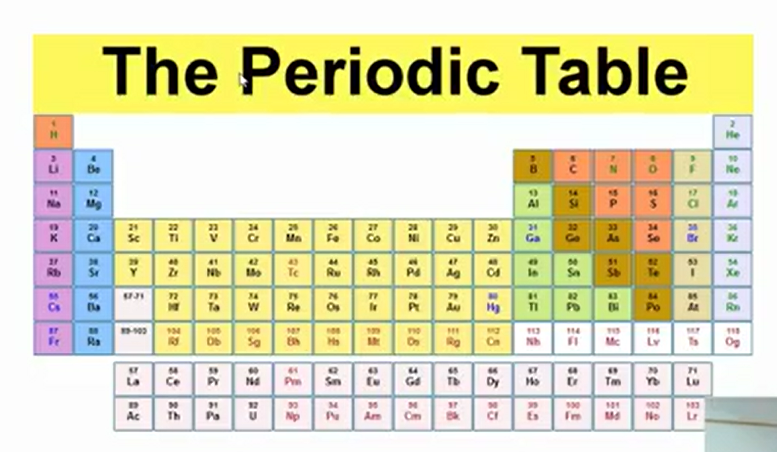 The Periodic Table
1 2
H He
3 4 5 6 7 8 9 10
Li Be B C N O F Ne
11 12 13 14 15 16 17 18
Na Mg Al Si P S Cl Ar
19 20 21 22 23 24 25 26 27 28 29 30 31 32 33 34 35 36
K Ca Sc Ti V Cr Mn Fe Co Ni Cu Zn Ga Ge As Se Br Kr
37 38 39 40 41 42 43 44 45 46 47 48 49 50 51 52 53 54
Rb Sr Y Zr Nb Mo Tc Ru Rh Pd Ag Cd In Sn Sb Te I Xe
55 56 57-71 72 73 74 75 76 77 78 79 80 81 82 83 84 85 86
Cs Ba Hf Ta W Re Os Ir Pt Au Hg Tl Pb Bi Po At Rn
87 88 89-103 104 105 106 107 108 109 110 111 112 113 114 115 116 117 118
Fr Ra Rf Db Sg Bh Hs Mt Ds Rg Cn Nh Fl Mc Lv Ts Og
57 58 59 60 61 62 63 64 65 66 67 68 69 70 71
La Ce Pr Nd Pm Sm Eu Gd Tb Dy Ho Er Tm Yb Lu
89 90 91 92 93 94 95 96 97 98 99 100 101 102 103
Ac Th Pa U Np Pu Am Cm Bk Cf Es Fm Md No Lr